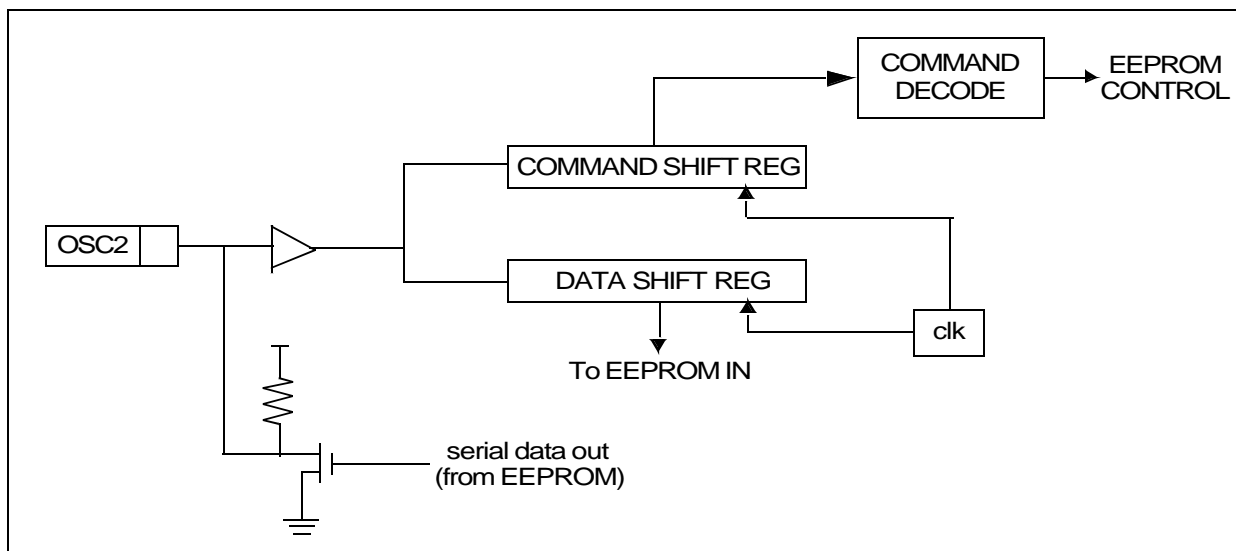 COMMAND
DECODE
EEPROM
CONTROL
COMMAND SHIFT REG
OSC2
DATA SHIFT REG
clk
To EEPROM IN
serial data out
(from EEPROM)